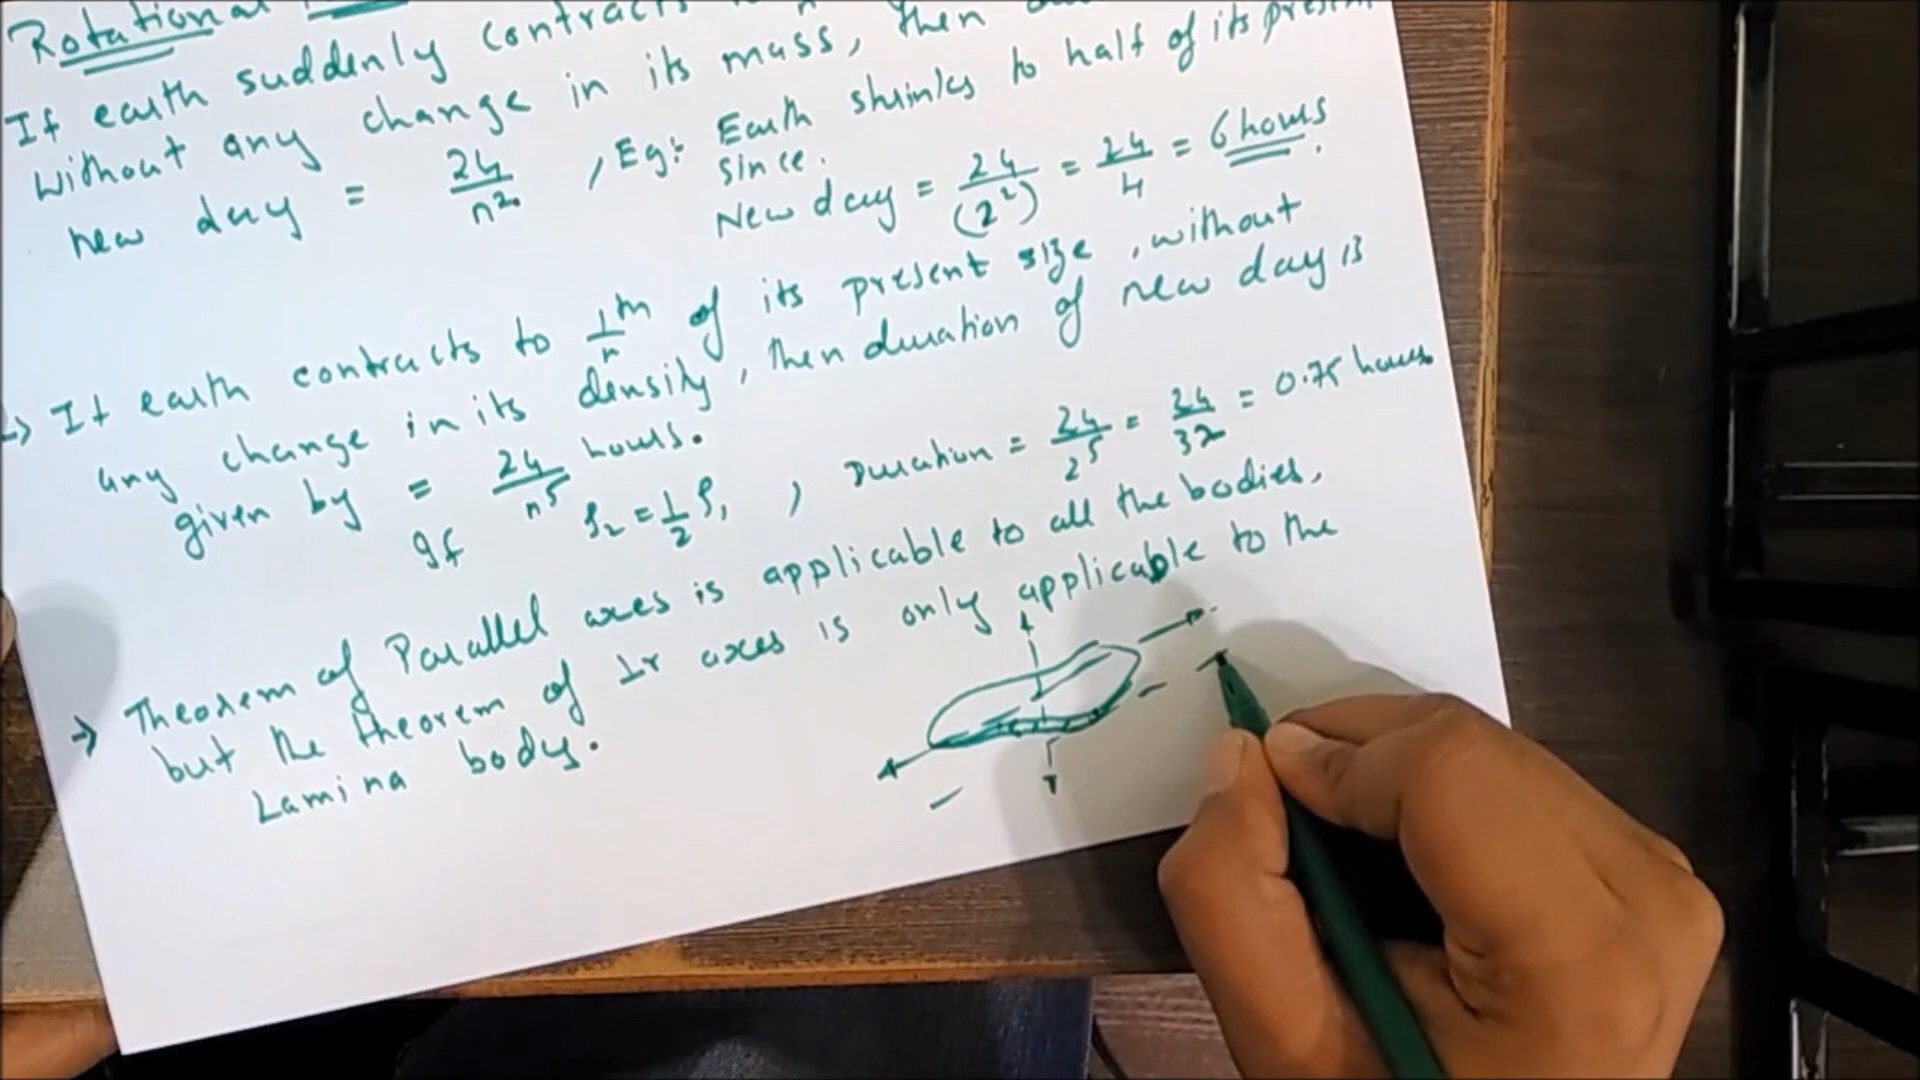 Rotational
If earth suddenly contracts
without any change in its mass, then
new day = 24/n² , Eg: Earth shrinks to half of its present
since.
New day = 24/(2²) = 24/4 = 6 hours.
→ If earth contracts to 1/n th of its present size, without
any change in its density, then duration of new day is
given by = 24/n⁵ hours.
If ρ₂ = 1/2 ρ₁ , Duration = 24/2⁵ = 24/32 = 0.75 hours
→ Theorem of Parallel axes is applicable to all the bodies,
but the theorem of ⊥r axes is only applicable to the
Lamina body.